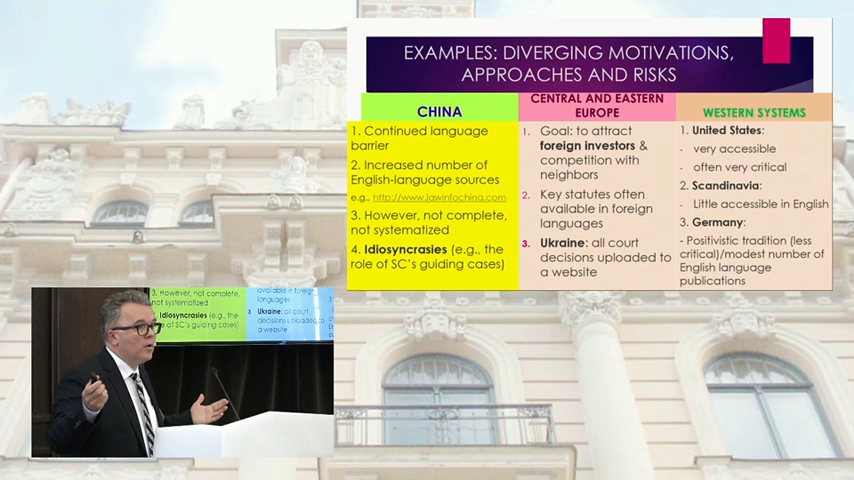 EXAMPLES: DIVERGING MOTIVATIONS,
APPROACHES AND RISKS
CHINA
1. Continued language
barrier
2. Increased number of
English-language sources
e.g., http://www.lawinfochina.com
3. However, not complete,
not systematized
4. Idiosyncrasies (e.g., the
role of SC's guiding cases)
CENTRAL AND EASTERN
EUROPE
1. Goal: to attract
foreign investors &
competition with
neighbors
2. Key statutes often
available in foreign
languages
3. Ukraine: all court
decisions uploaded to
a website
WESTERN SYSTEMS
1. United States:
- very accessible
- often very critical
2. Scandinavia:
- Little accessible in English
3. Germany:
- Positivistic tradition (less
critical)/modest number of
English language
publications
3. However, not complete,
not systematized
Idiosyncrasies (e.g., the
of SC's guiding cases)
available in foreign
languages
3. Ukraine: all court
decisions uploaded to
a website